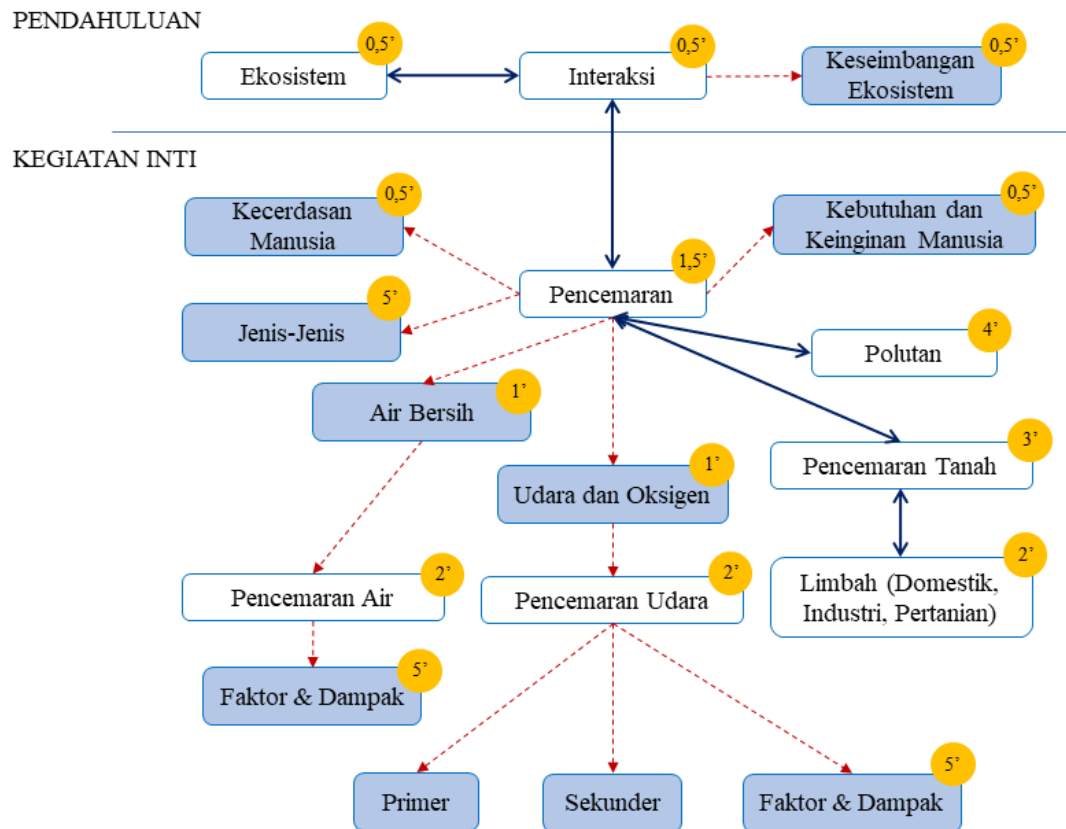 PENDAHULUAN
0,5’
0,5’
0,5’
Ekosistem
Interaksi
Keseimbangan
Ekosistem
KEGIATAN INTI
0,5’
0,5’
Kecerdasan
Manusia
Kebutuhan dan
Keinginan Manusia
1,5’
Pencemaran
5’
Jenis-Jenis
4’
Polutan
1’
Air Bersih
3’
Pencemaran Tanah
1’
Udara dan Oksigen
2’
Pencemaran Air
2’
Pencemaran Udara
2’
Limbah (Domestik,
Industri, Pertanian)
5’
Faktor & Dampak
Primer
Sekunder
5’
Faktor & Dampak